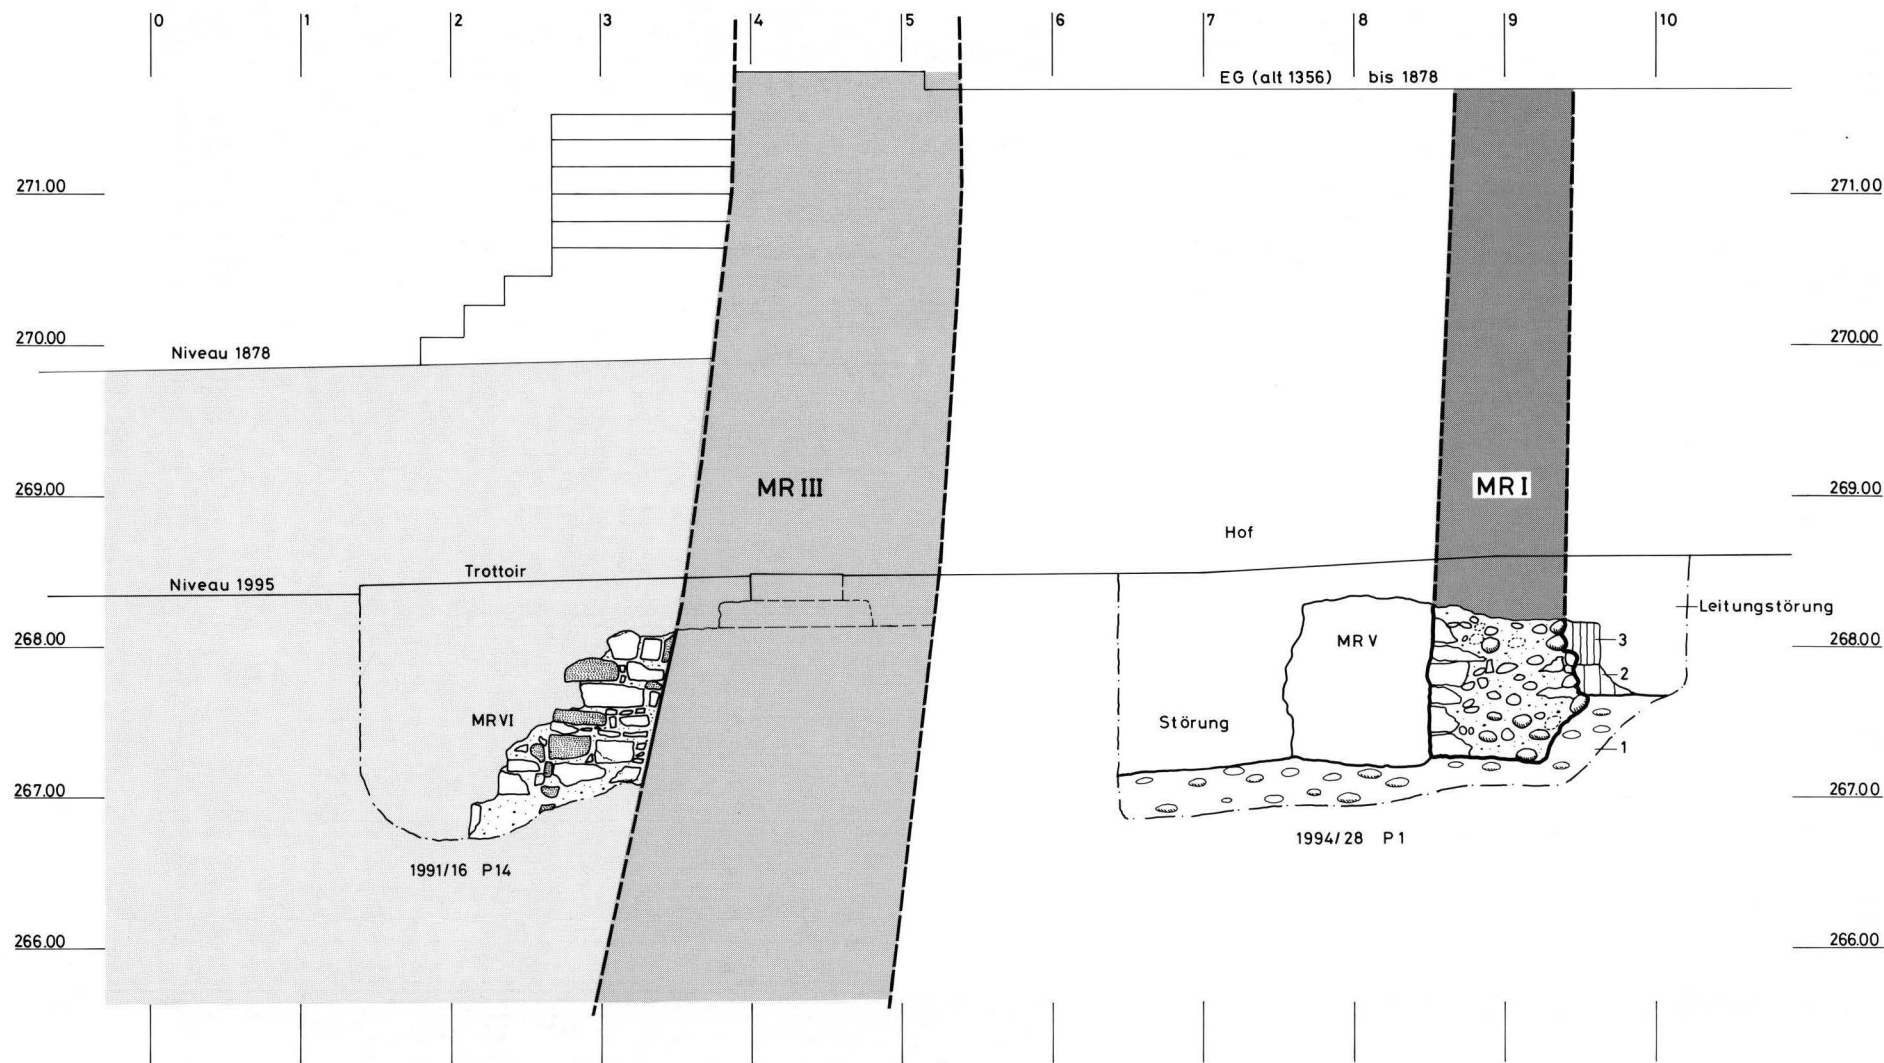 0 1 2 3 4 5 6 7 8 9 10
EG (alt 1356) bis 1878
271.00 271.00
270.00 270.00
Niveau 1878
269.00 MR III MR I 269.00
Hof
Trottoir
Niveau 1995
Leitungstörung
268.00 MR V 3 268.00
2
MR VI Störung
1
267.00 267.00
1994/28 P1
1991/16 P14
266.00 266.00